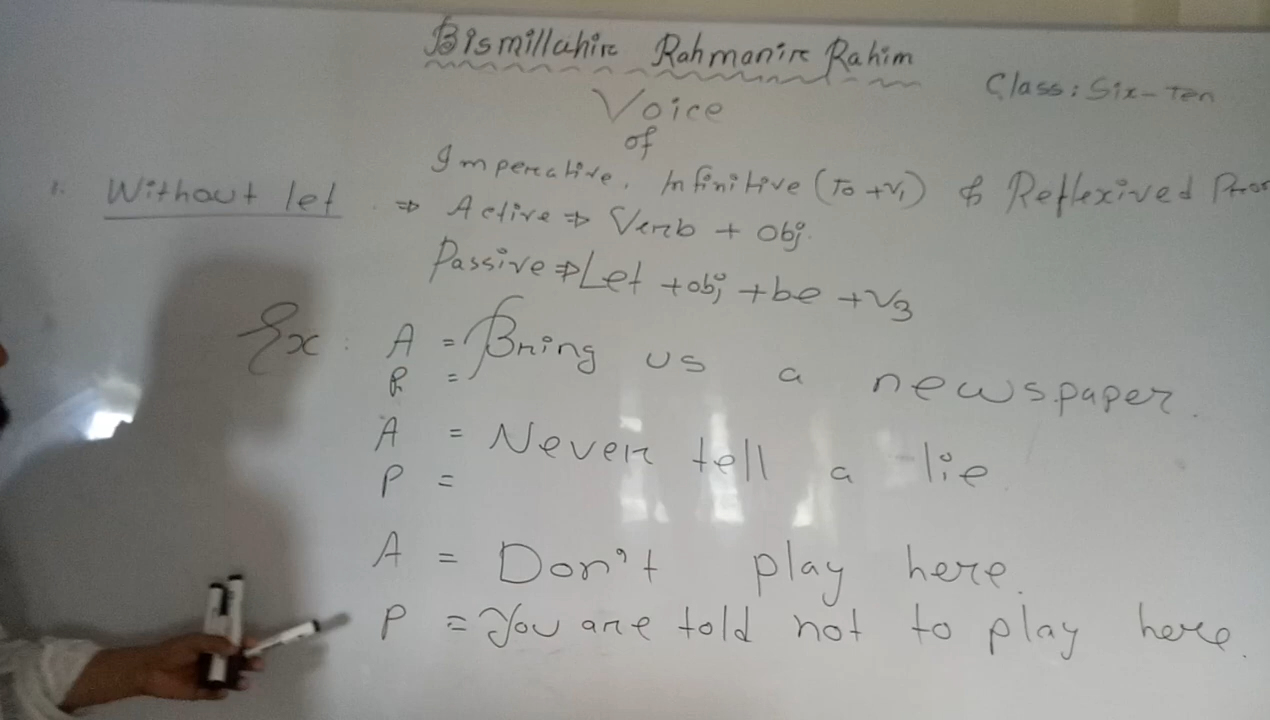 Bismillahir Rahmanir Rahim
Class: Six-Ten
Voice
of
Imperative, Infinitive (To +V1) & Reflexived Pron
1. Without let ⇒ Active ⇒ Verb + obj.
Passive ⇒ Let + obj + be + V3
Ex: A = Bring us a newspaper.
P =
A = Never tell a lie
P =
A = Don't play here.
P = You are told not to play here.